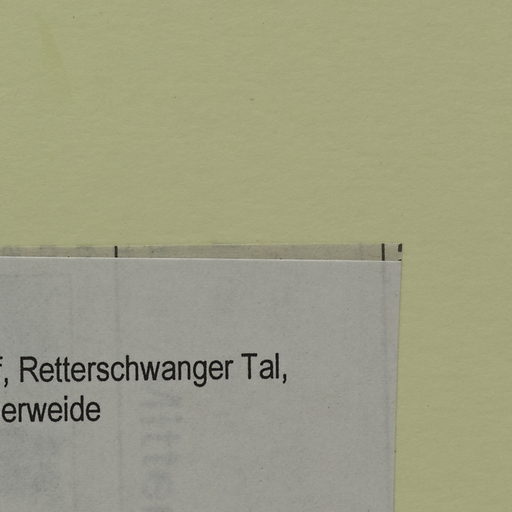 , Retterschwanger Tal,
erweide